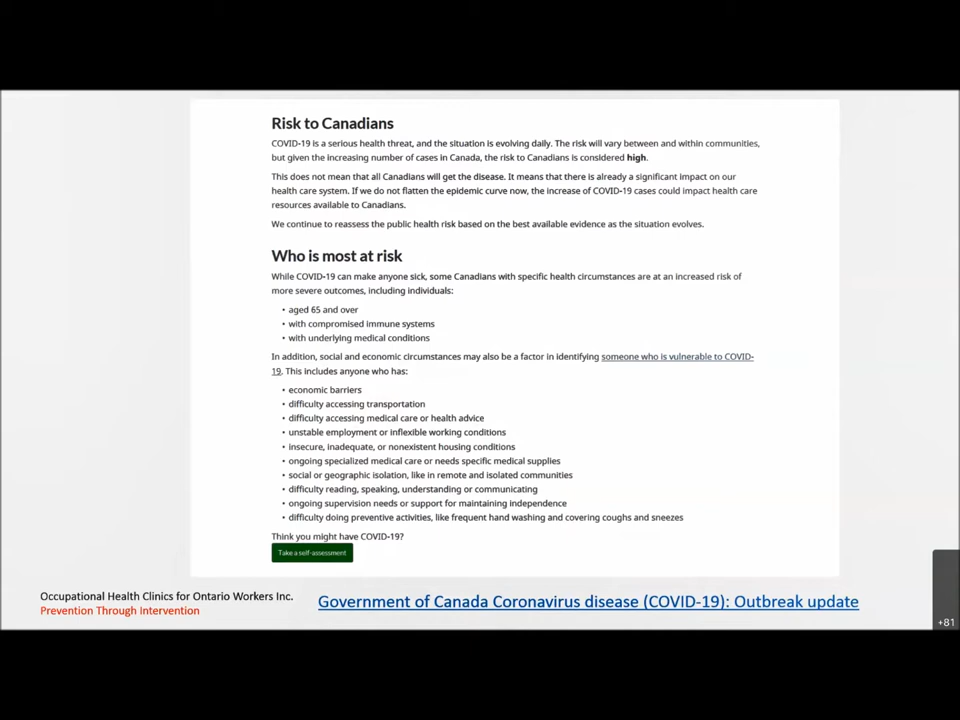 Risk to Canadians
COVID-19 is a serious health threat, and the situation is evolving daily. The risk will vary between and within communities,
but given the increasing number of cases in Canada, the risk to Canadians is considered high.
This does not mean that all Canadians will get the disease. It means that there is already a significant impact on our
health care system. If we do not flatten the epidemic curve now, the increase of COVID-19 cases could impact health care
resources available to Canadians.
We continue to reassess the public health risk based on the best available evidence as the situation evolves.
Who is most at risk
While COVID-19 can make anyone sick, some Canadians with specific health circumstances are at an increased risk of
more severe outcomes, including individuals:
• aged 65 and over
• with compromised immune systems
• with underlying medical conditions
In addition, social and economic circumstances may also be a factor in identifying someone who is vulnerable to COVID-
19. This includes anyone who has:
• economic barriers
• difficulty accessing transportation
• difficulty accessing medical care or health advice
• unstable employment or inflexible working conditions
• insecure, inadequate, or nonexistent housing conditions
• ongoing specialized medical care or needs specific medical supplies
• social or geographic isolation, like in remote and isolated communities
• difficulty reading, speaking, understanding or communicating
• ongoing supervision needs or support for maintaining independence
• difficulty doing preventive activities, like frequent hand washing and covering coughs and sneezes
Think you might have COVID-19?
Take a self-assessment
Occupational Health Clinics for Ontario Workers Inc.
Prevention Through Intervention
Government of Canada Coronavirus disease (COVID-19): Outbreak update
+81